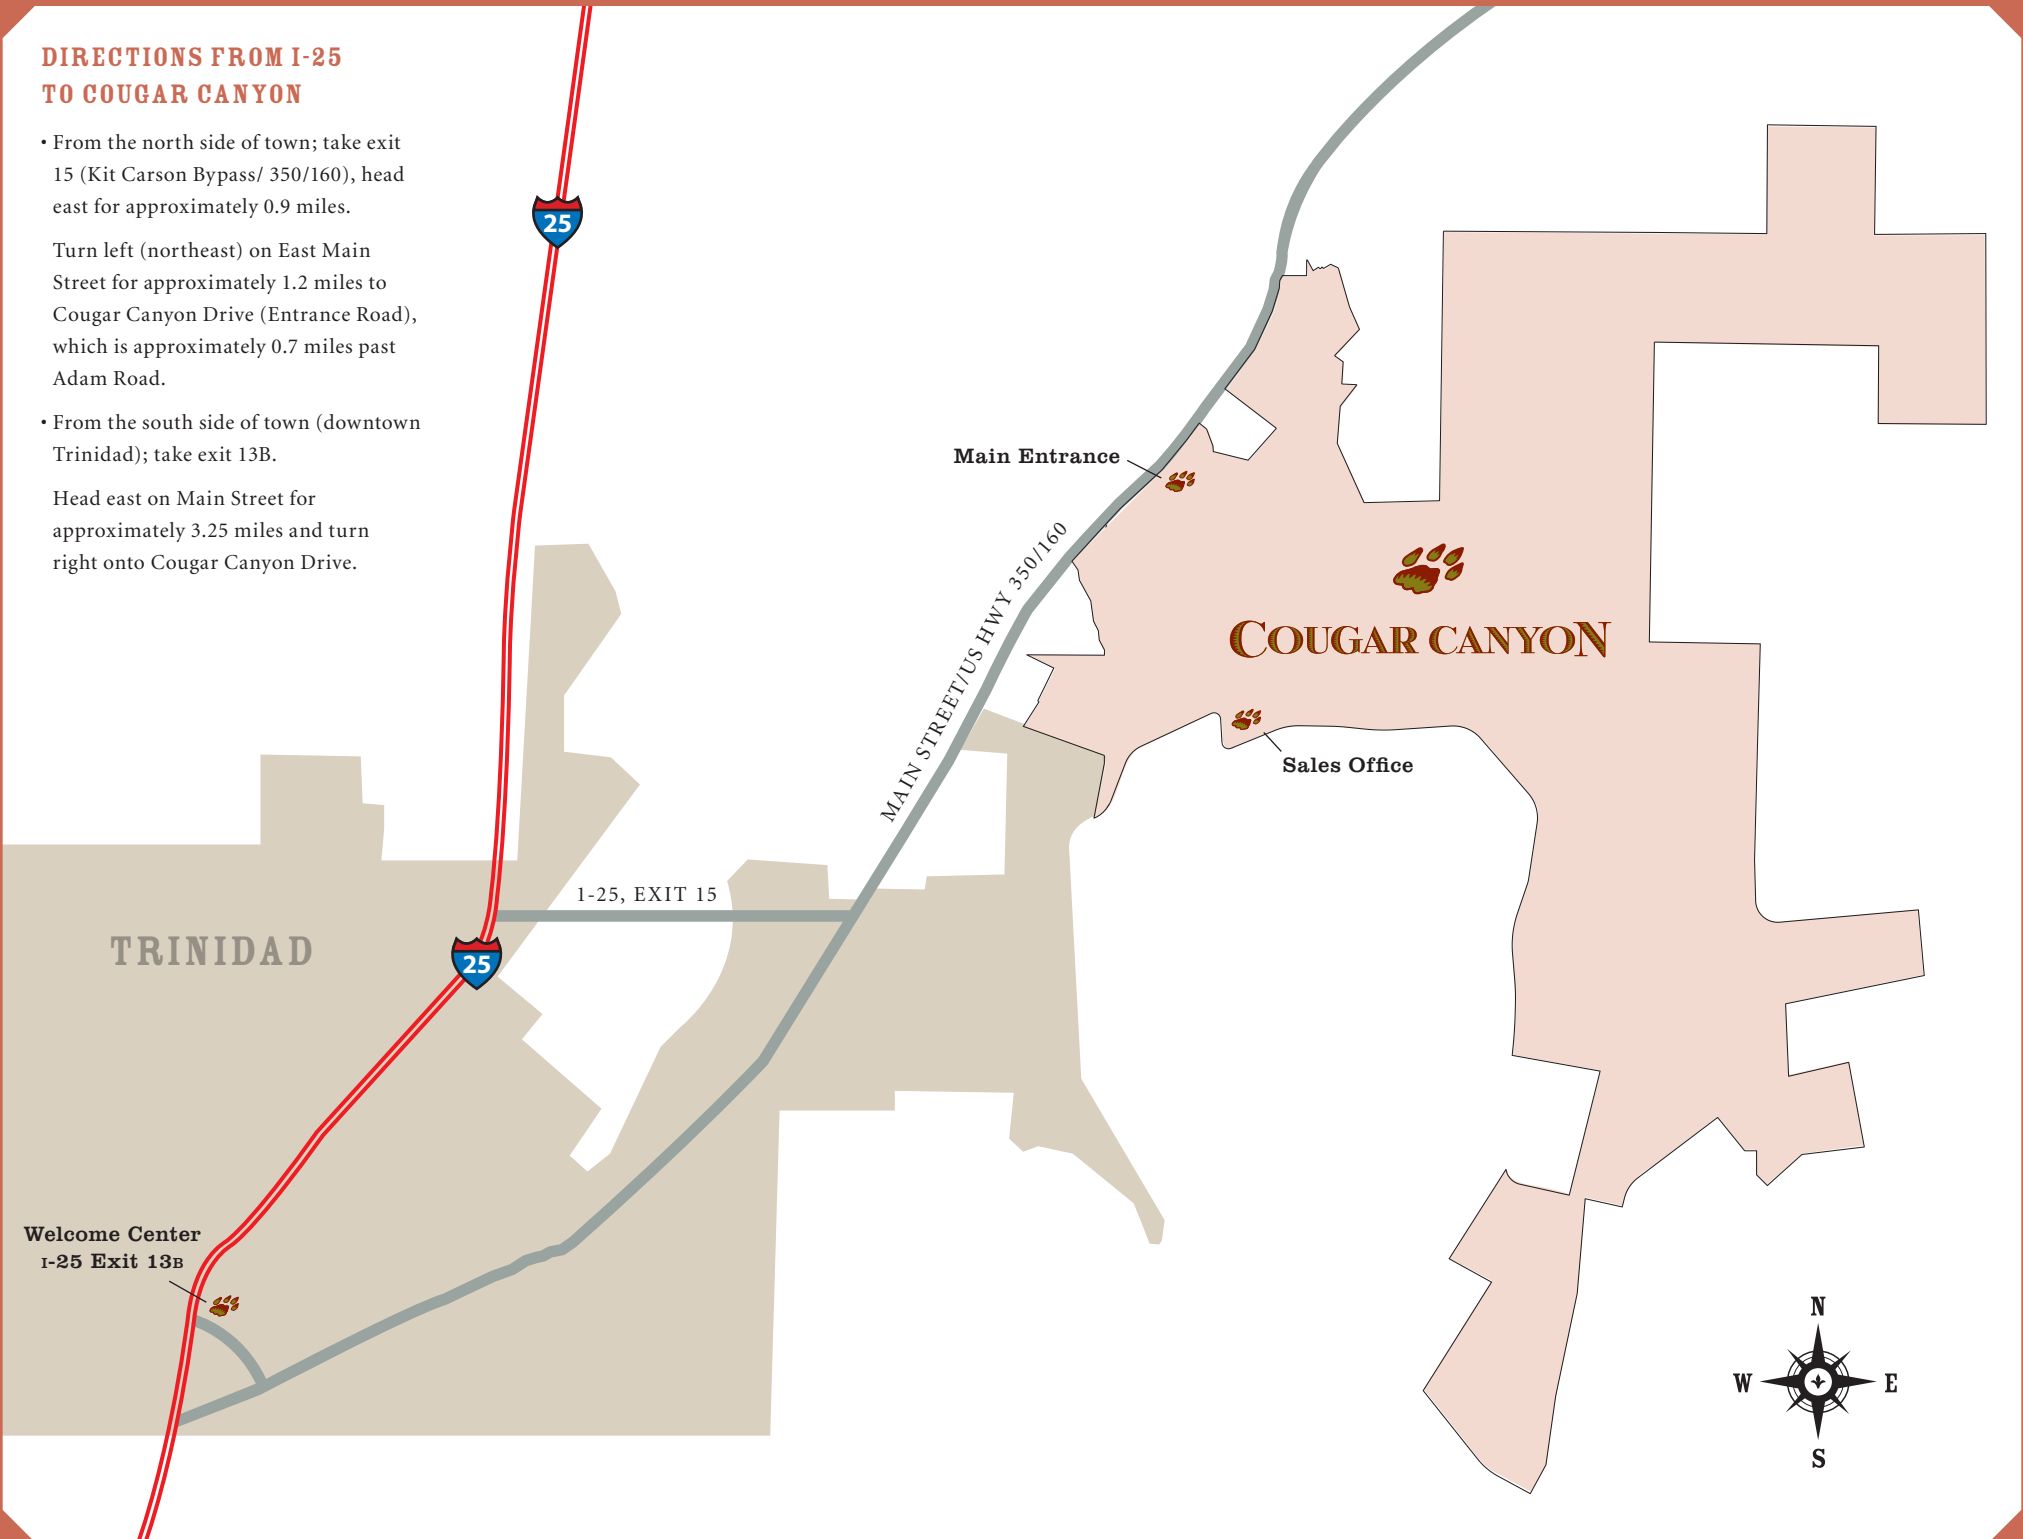 DIRECTIONS FROM I-25
TO COUGAR CANYON
• From the north side of town; take exit
15 (Kit Carson Bypass/ 350/160), head
east for approximately 0.9 miles.
Turn left (northeast) on East Main
Street for approximately 1.2 miles to
Cougar Canyon Drive (Entrance Road),
which is approximately 0.7 miles past
Adam Road.
• From the south side of town (downtown
Trinidad); take exit 13B.
Head east on Main Street for
approximately 3.25 miles and turn
right onto Cougar Canyon Drive.
25
Main Entrance
MAIN STREET/US HWY 350/160
COUGAR CANYON
Sales Office
1-25, EXIT 15
TRINIDAD
25
Welcome Center
I-25 Exit 13B
N
W
E
S